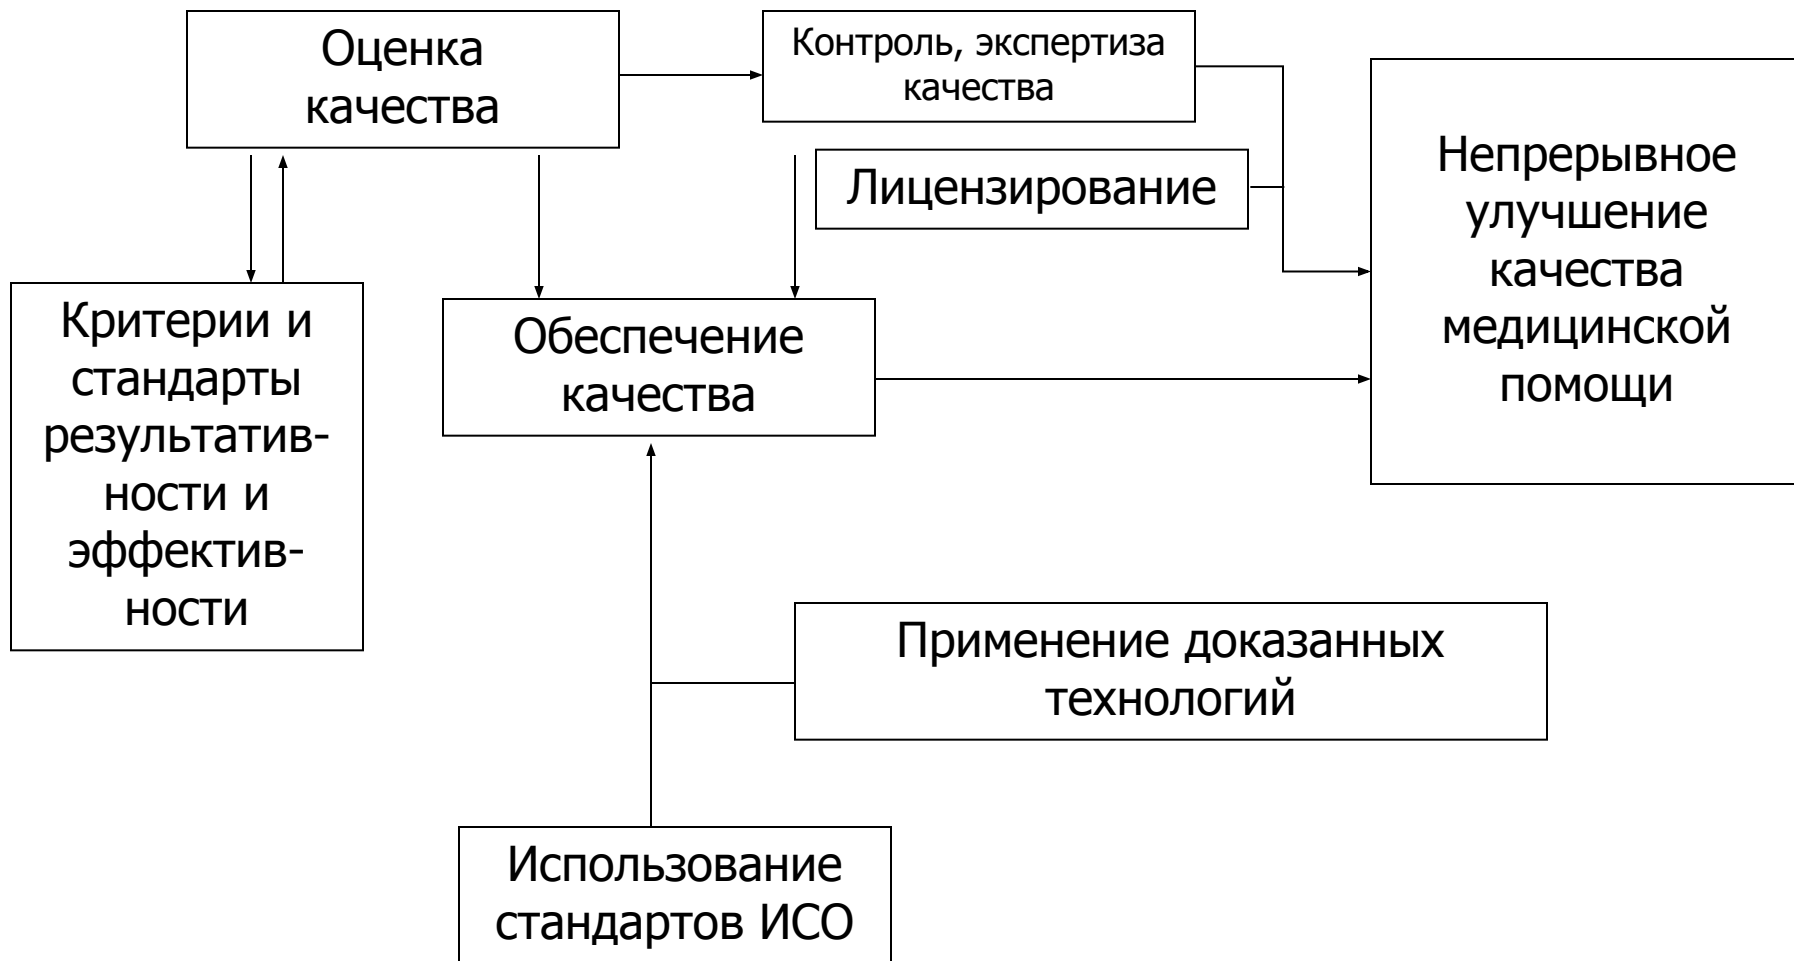 Оценка
качества
Контроль, экспертиза
качества
Лицензирование
Непрерывное
улучшение
качества
медицинской
помощи
Критерии и
стандарты
результатив-
ности и
эффектив-
ности
Обеспечение
качества
Применение доказанных
технологий
Использование
стандартов ИСО